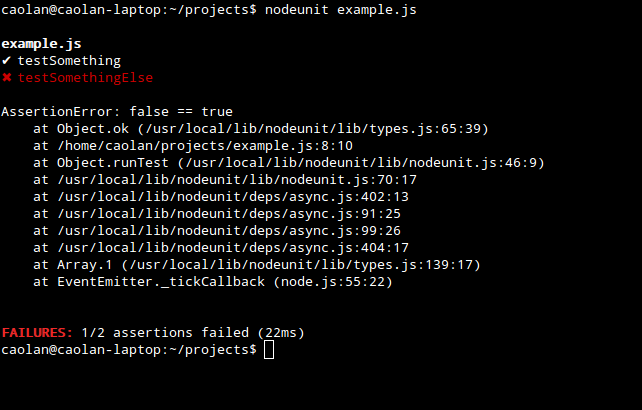 caolan@caolan-laptop:~/projects$ nodeunit example.js
example.js
✔ testSomething
✖ testSomethingElse
AssertionError: false == true
at Object.ok (/usr/local/lib/nodeunit/lib/types.js:65:39)
at /home/caolan/projects/example.js:8:10
at Object.runTest (/usr/local/lib/nodeunit/lib/nodeunit.js:46:9)
at /usr/local/lib/nodeunit/lib/nodeunit.js:70:17
at /usr/local/lib/nodeunit/deps/async.js:402:13
at /usr/local/lib/nodeunit/deps/async.js:91:25
at /usr/local/lib/nodeunit/deps/async.js:99:26
at /usr/local/lib/nodeunit/deps/async.js:404:17
at Array.1 (/usr/local/lib/nodeunit/lib/types.js:139:17)
at EventEmitter._tickCallback (node.js:55:22)
FAILURES: 1/2 assertions failed (22ms)
caolan@caolan-laptop:~/projects$